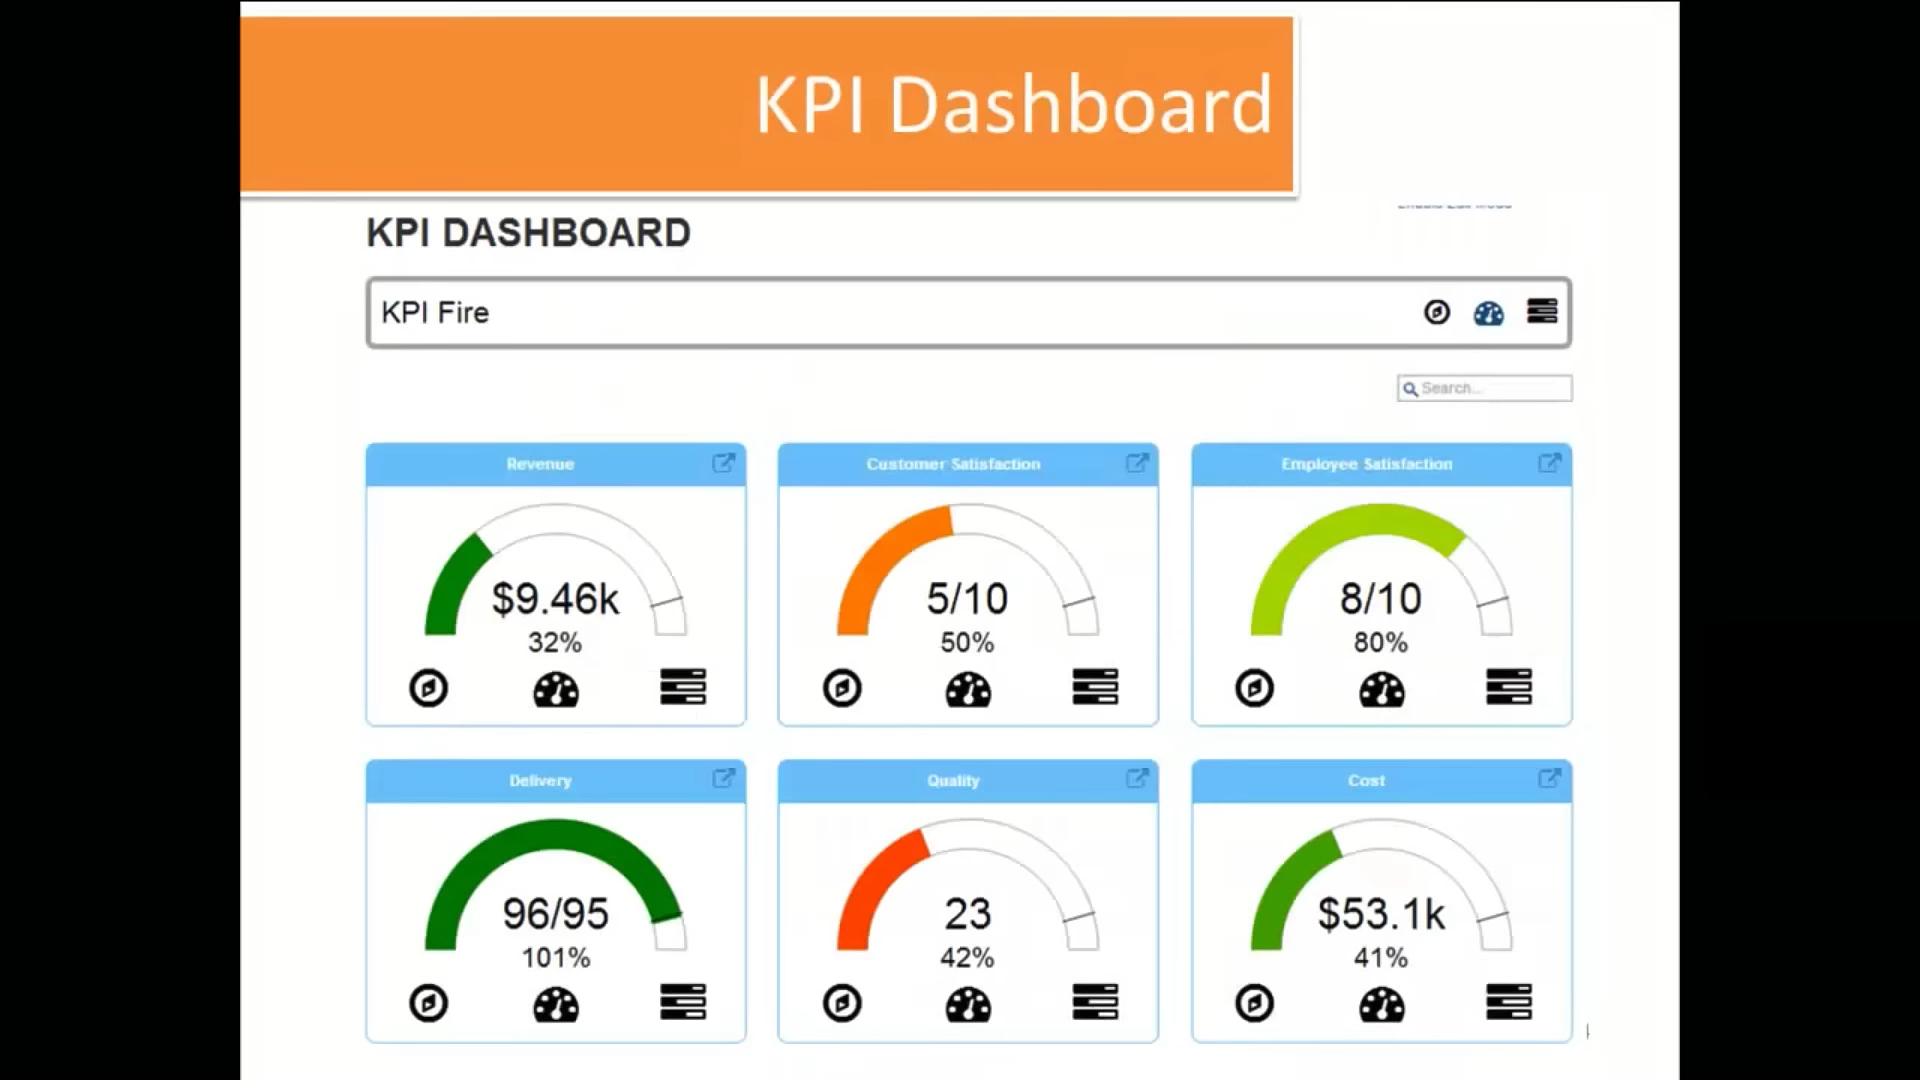 KPI Dashboard
KPI DASHBOARD
KPI Fire
Search...
Revenue
Customer Satisfaction
Employee Satisfaction
$9.46k
32%
5/10
50%
8/10
80%
Delivery
Quality
Cost
96/95
101%
23
42%
$53.1k
41%